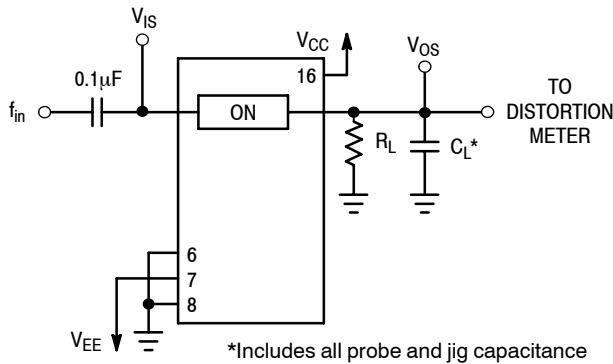 V_IS
V_CC
V_OS
0.1μF
16
f_in
ON
R_L
C_L*
TO
DISTORTION
METER
6
7
8
V_EE
*Includes all probe and jig capacitance